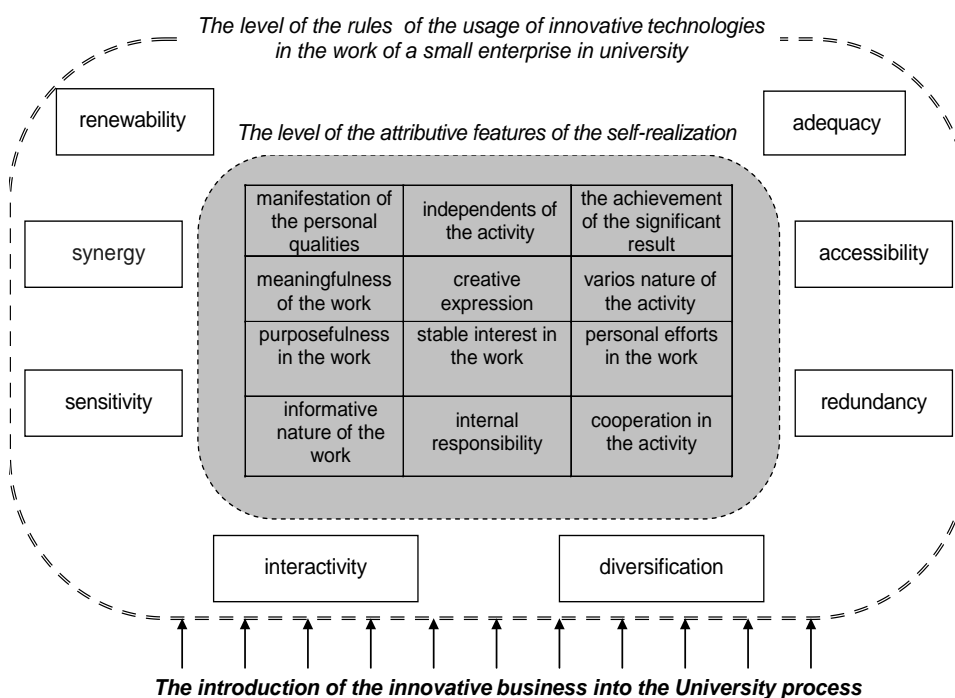 The level of the rules of the usage of innovative technologies
in the work of a small enterprise in university
renewability
adequacy
The level of the attributive features of the self-realization
manifestation of
the personal
qualities
independents of
the activity
the achievement
of the significant
result
synergy
accessibility
meaningfulness
of the work
creative
expression
varios nature of
the activity
purposefulness
in the work
stable interest in
the work
personal efforts
in the work
sensitivity
redundancy
informative
nature of the
work
internal
responsibility
cooperation in
the activity
interactivity
diversification
The introduction of the innovative business into the University process